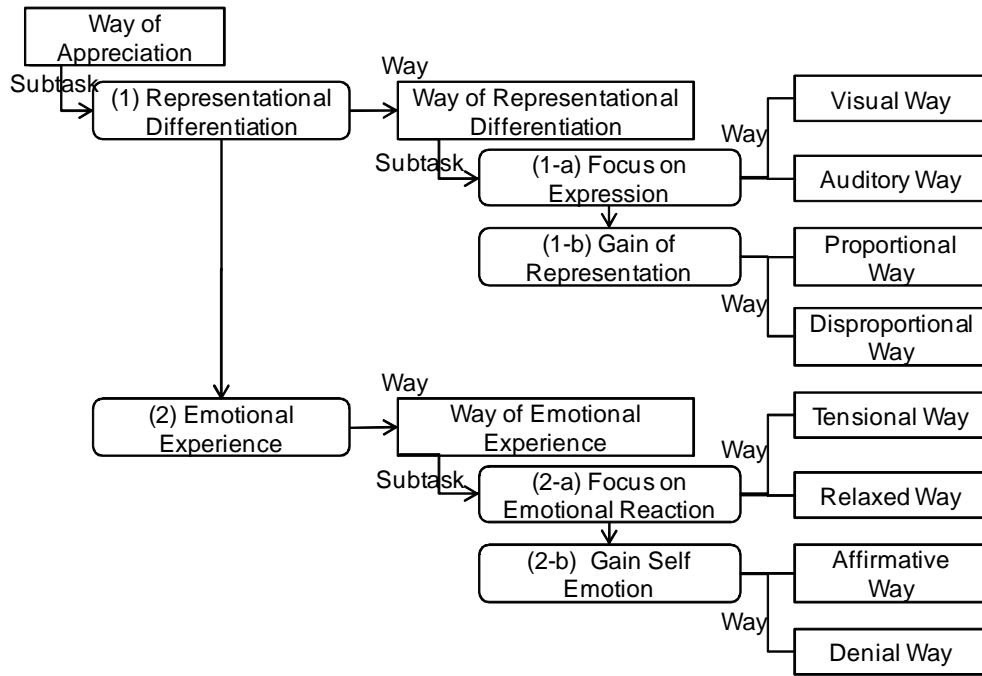 Way of
Appreciation
Subtask
(1) Representational
Differentiation
Way
Way of Representational
Differentiation
Subtask
(1-a) Focus on
Expression
Way
Visual Way
Auditory Way
(1-b) Gain of
Representation
Way
Proportional
Way
Disproportional
Way
(2) Emotional
Experience
Way
Way of Emotional
Experience
Subtask
(2-a) Focus on
Emotional Reaction
Way
Tensional Way
Relaxed Way
(2-b) Gain Self
Emotion
Way
Affirmative
Way
Denial Way